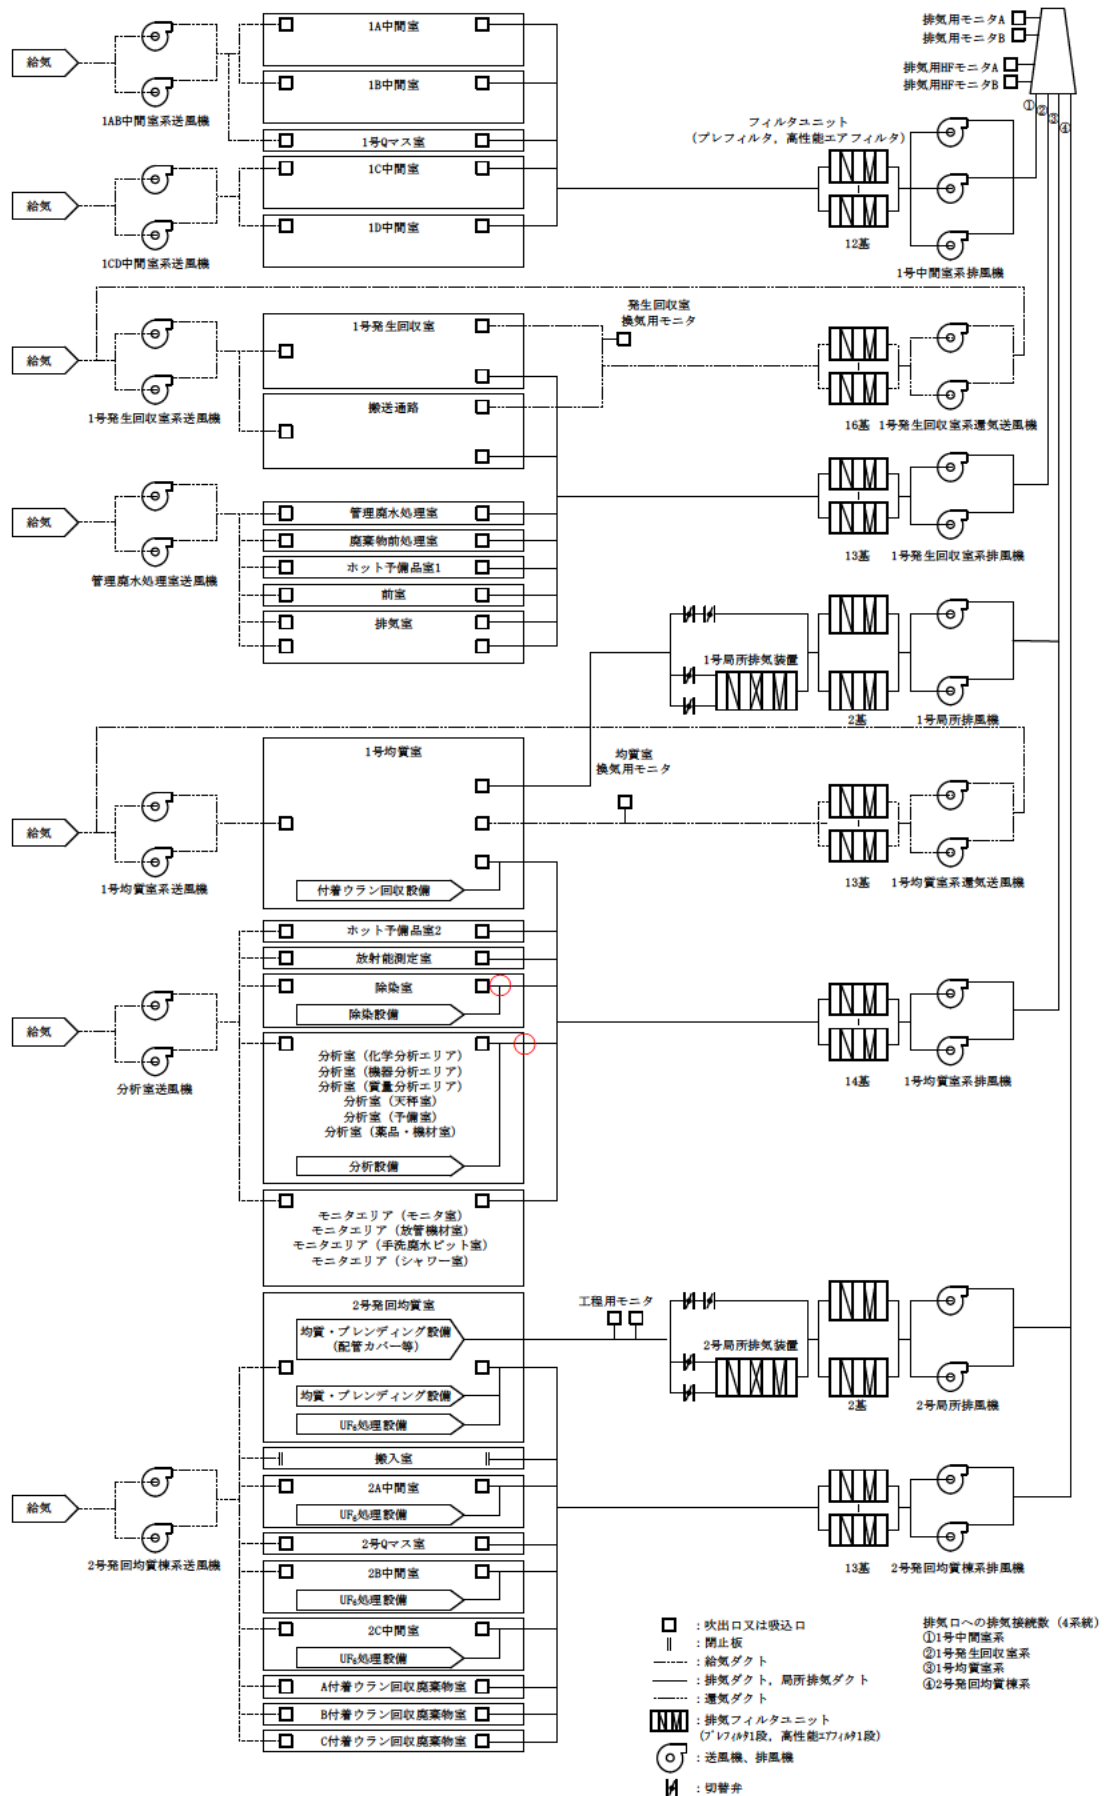 排気用モニタA
排気用モニタB
排気用HFモニタA
排気用HFモニタB
①
②
③
④
給気
1AB中間室系送風機
1A中間室
1B中間室
1号Qマス室
フィルタユニット
(プレフィルタ，高性能エアフィルタ)
給気
1CD中間室系送風機
1C中間室
1D中間室
12基
1号中間室系排風機
給気
1号発生回収室系送風機
1号発生回収室
搬送通路
発生回収室
換気用モニタ
16基
1号発生回収室系還気送風機
給気
管理廃水処理室送風機
管理廃水処理室
廃棄物前処理室
ホット予備品室1
前室
排気室
13基
1号発生回収室系排風機
1号局所排気装置
2基
1号局所排風機
給気
1号均質室系送風機
1号均質室
付着ウラン回収設備
均質室
換気用モニタ
13基
1号均質室系還気送風機
給気
分析室送風機
ホット予備品室2
放射能測定室
除染室
除染設備
分析室（化学分析エリア）
分析室（機器分析エリア）
分析室（質量分析エリア）
分析室（天秤室）
分析室（予備室）
分析室（薬品・機材室）
分析設備
14基
1号均質室系排風機
モニタエリア（モニタ室）
モニタエリア（放管機材室）
モニタエリア（手洗廃水ピット室）
モニタエリア（シャワー室）
2号発回均質室
均質・ブレンディング設備
(配管カバー等)
均質・ブレンディング設備
UF₆処理設備
工程用モニタ
2号局所排気装置
2基
2号局所排風機
給気
2号発回均質棟系送風機
搬入室
2A中間室
UF₆処理設備
2号Qマス室
2B中間室
UF₆処理設備
2C中間室
UF₆処理設備
A付着ウラン回収廃棄物室
B付着ウラン回収廃棄物室
C付着ウラン回収廃棄物室
13基
2号発回均質棟系排風機
：吹出口又は吸込口
：閉止板
：給気ダクト
：排気ダクト，局所排気ダクト
：還気ダクト
：排気フィルタユニット
(プレフィルタ1段，高性能エアフィルタ1段)
：送風機、排風機
：切替弁
排気口への排気接続数（4系統）
①1号中間室系
②1号発生回収室系
③1号均質室系
④2号発回均質棟系